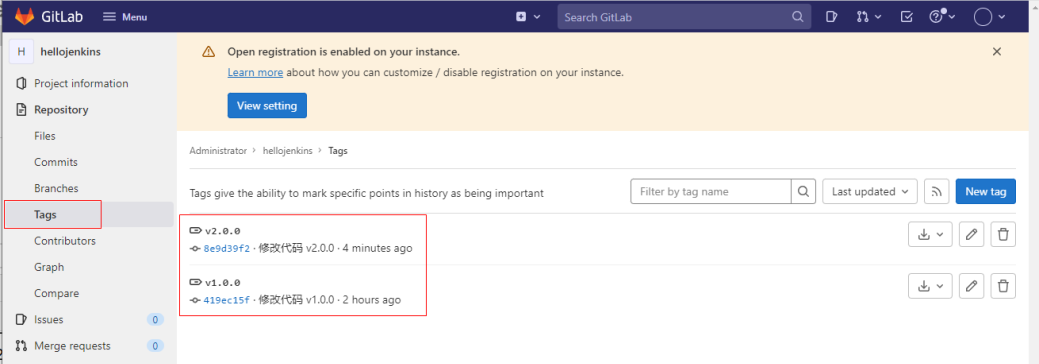 GitLab Menu Search GitLab
H hellojenkins
Project information
Repository
Files
Commits
Branches
Tags
Contributors
Graph
Compare
Issues 0
Merge requests 0
Open registration is enabled on your instance.
Learn more about how you can customize / disable registration on your instance.
View setting
Administrator > hellojenkins > Tags
Tags give the ability to mark specific points in history as being important Filter by tag name Last updated New tag
v2.0.0
8e9d39f2 · 修改代码 v2.0.0 · 4 minutes ago
v1.0.0
419ec15f · 修改代码 v1.0.0 · 2 hours ago